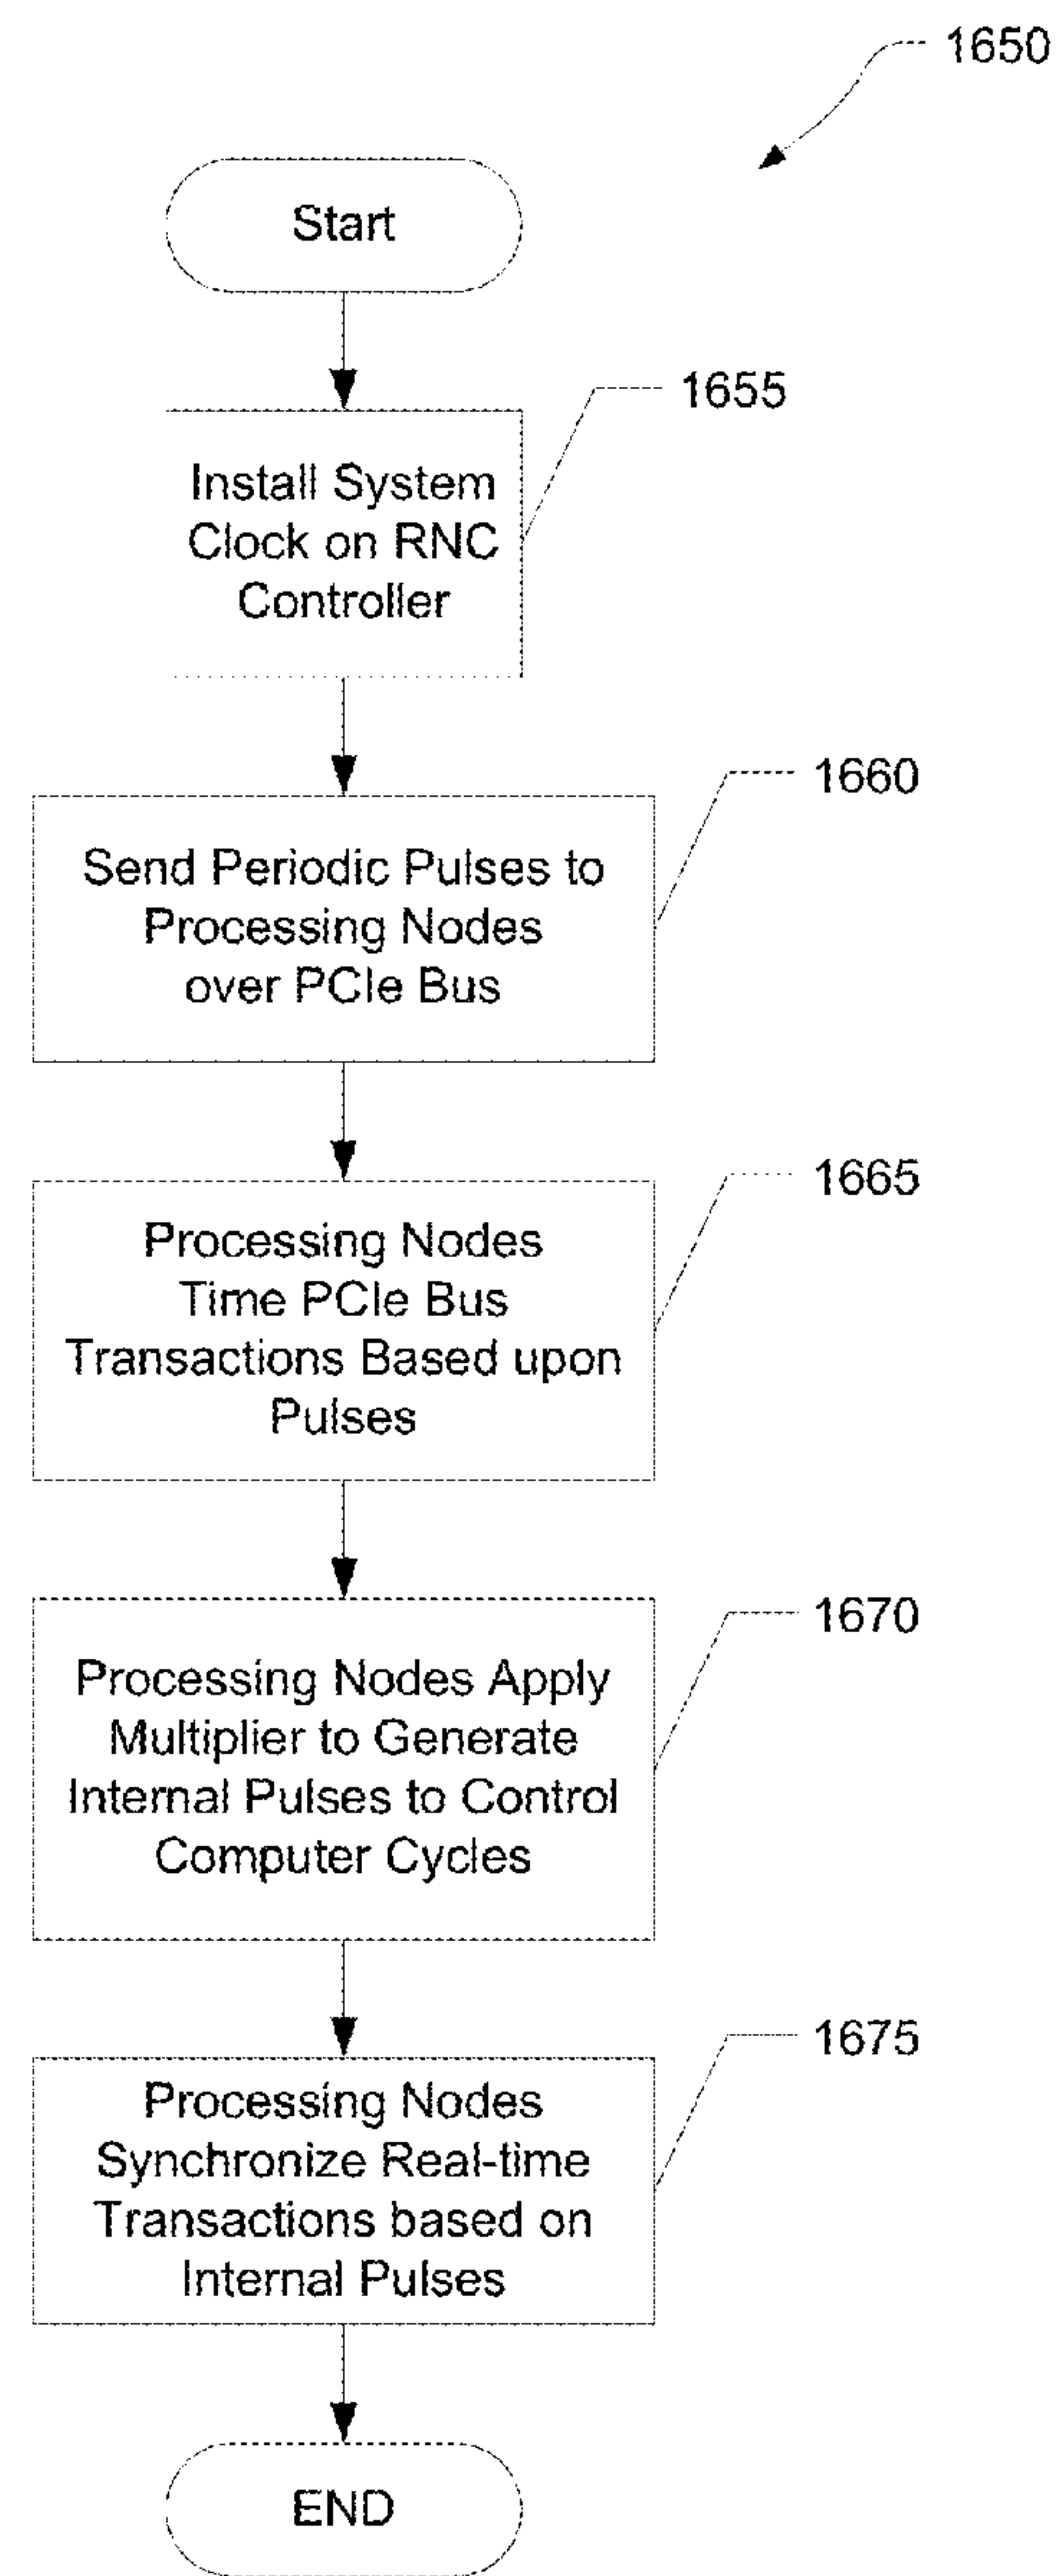 1650
Start
1655
Install System
Clock on RNC
Controller
1660
Send Periodic Pulses to
Processing Nodes
over PCIe Bus
1665
Processing Nodes
Time PCIe Bus
Transactions Based upon
Pulses
1670
Processing Nodes Apply
Multiplier to Generate
Internal Pulses to Control
Computer Cycles
1675
Processing Nodes
Synchronize Real-time
Transactions based on
Internal Pulses
END